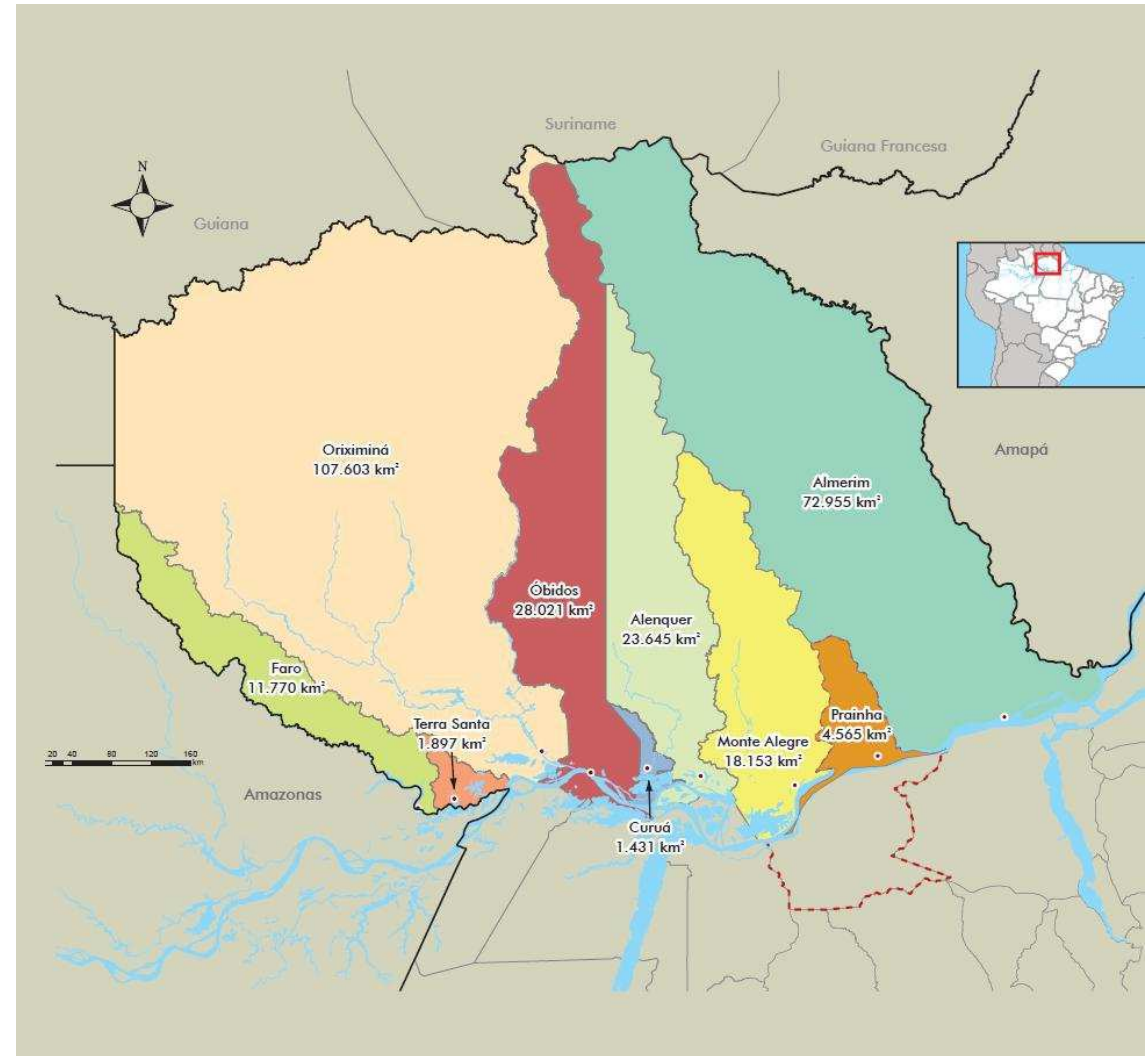 Suriname
Guiana Francesa
N
Guiana
Amapá
Oriximiná
107.603 km²
Almerim
72.955 km²
Óbidos
28.021 km²
Alenquer
23.645 km²
Faro
11.770 km²
Terra Santa
1.897 km²
Prainha
4.565 km²
Monte Alegre
18.153 km²
20 40 80 120 160
km
Amazonas
Curuá
1.431 km²